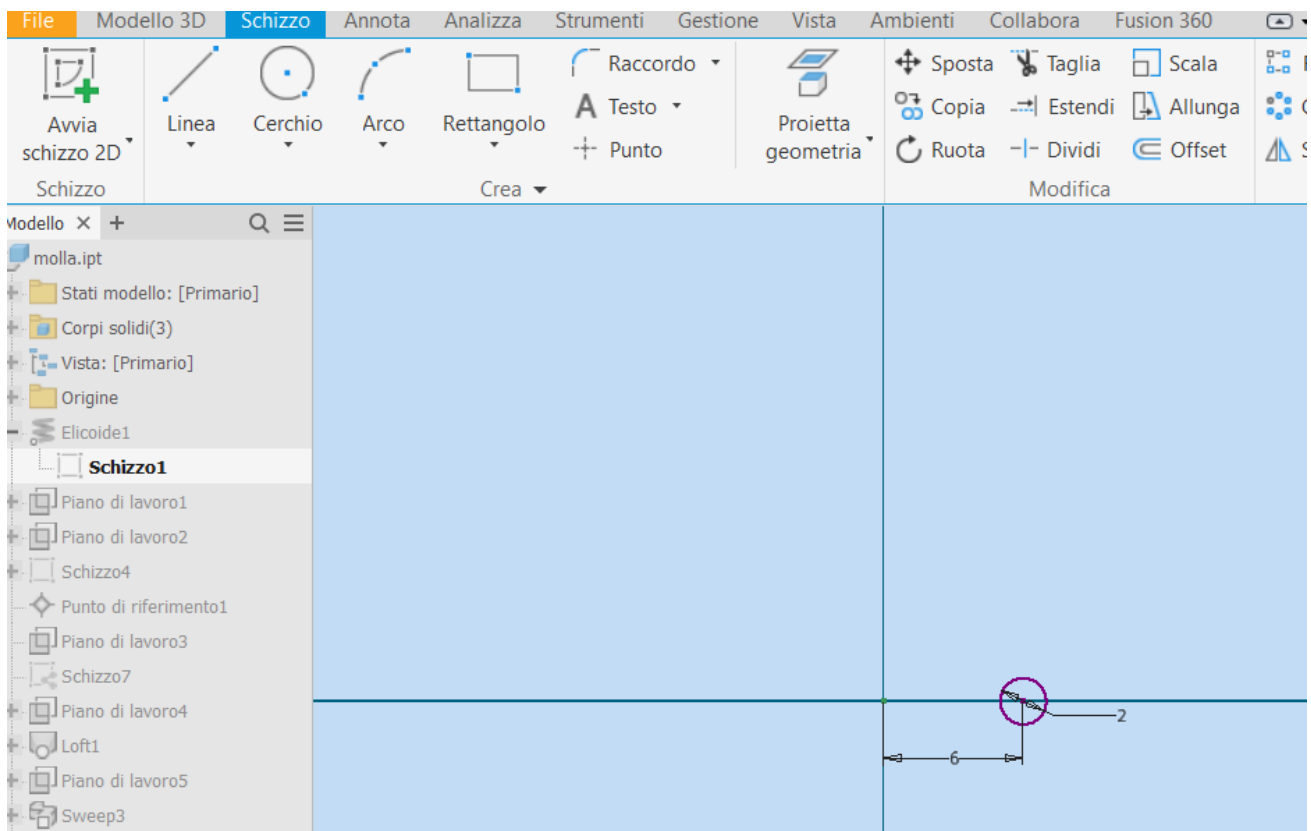 File Modello 3D Schizzo Annota Analizza Strumenti Gestione Vista Ambienti Collabora Fusion 360
Avvia
schizzo 2D
Linea
Cerchio
Arco
Rettangolo
Raccordo
Testo
Punto
Proietta
geometria
Sposta Taglia Scala
Copia Estendi Allunga
Ruota Dividi Offset
Schizzo
Crea
Modifica
Modello
molla.ipt
Stati modello: [Primario]
Corpi solidi(3)
Vista: [Primario]
Origine
Elicoide1
Schizzo1
Piano di lavoro1
Piano di lavoro2
Schizzo4
Punto di riferimento1
Piano di lavoro3
Schizzo7
Piano di lavoro4
Loft1
Piano di lavoro5
Sweep3
2
6